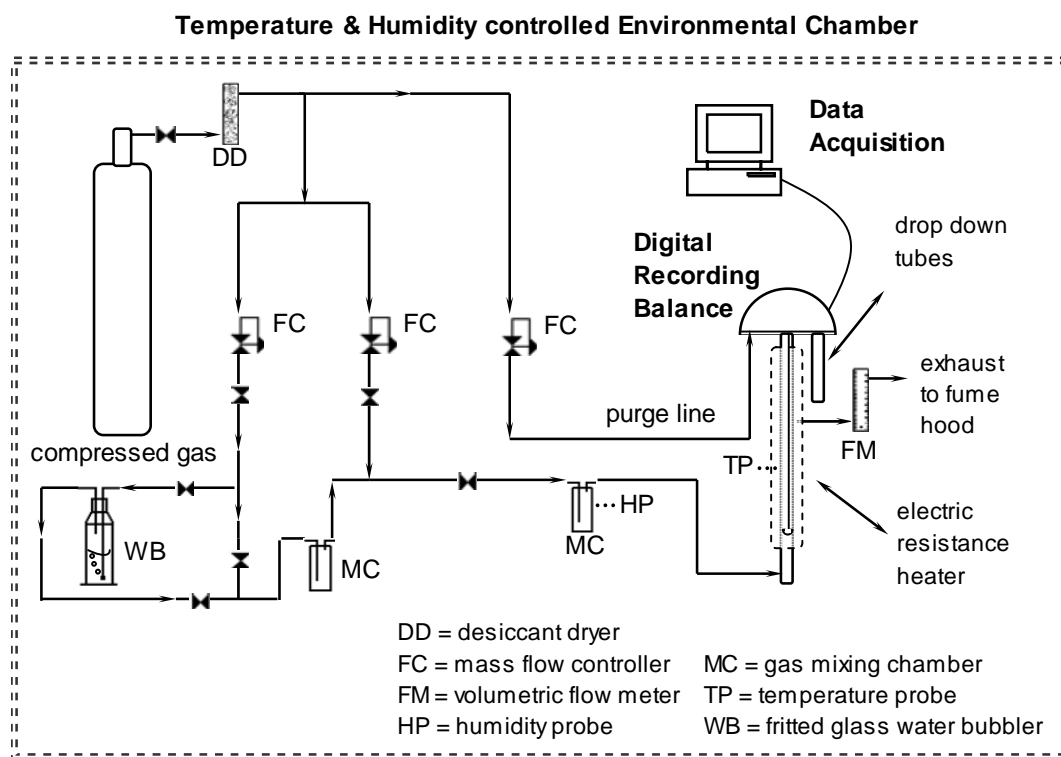 Temperature & Humidity controlled Environmental Chamber
DD
Data
Acquisition
drop down
tubes
Digital
Recording
Balance
FC
FC
FC
exhaust
to fume
hood
purge line
FM
compressed gas
TP
HP
WB
MC
MC
electric
resistance
heater
DD = desiccant dryer
FC = mass flow controller
MC = gas mixing chamber
FM = volumetric flow meter
TP = temperature probe
HP = humidity probe
WB = fritted glass water bubbler